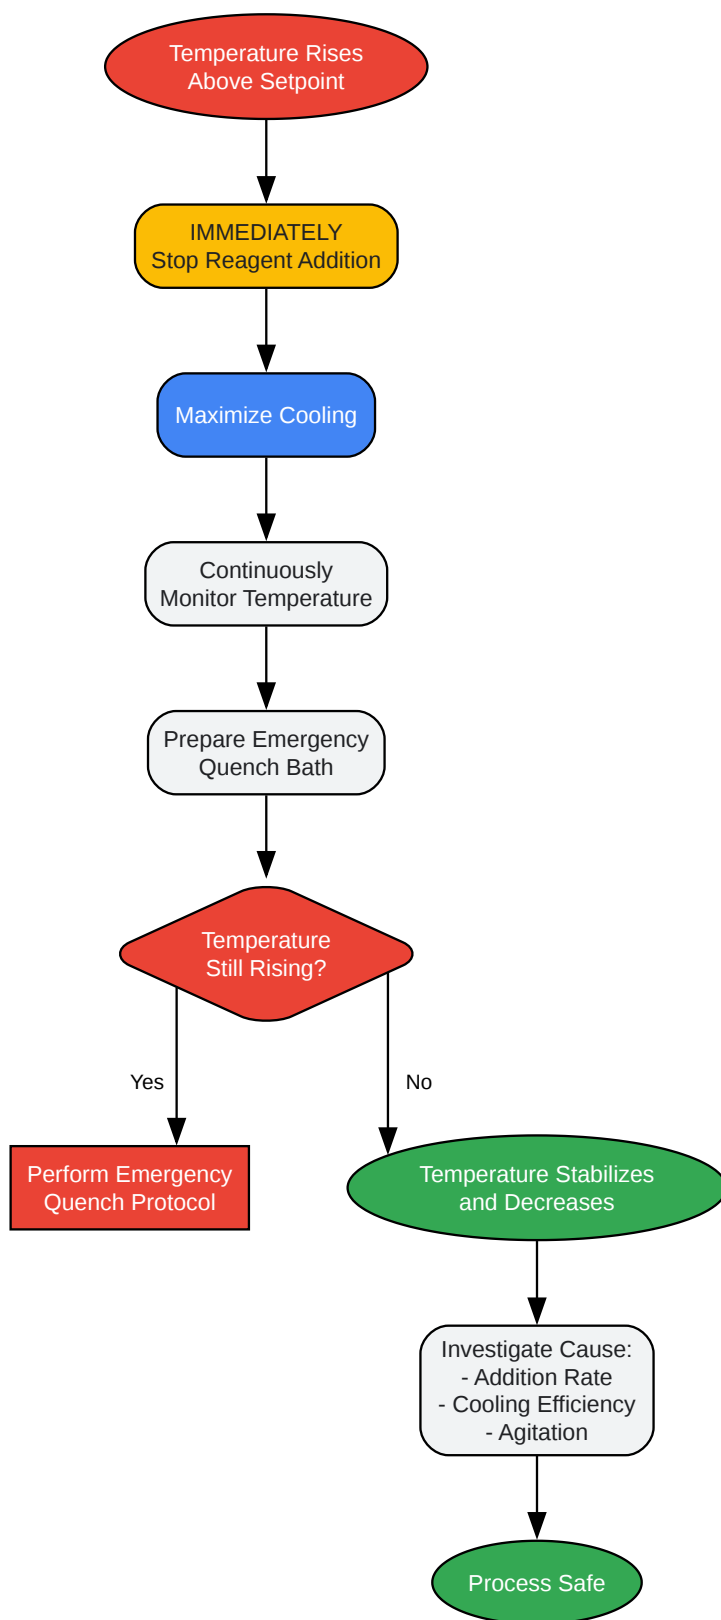 Temperature Rises
Above Setpoint
IMMEDIATELY
Stop Reagent Addition
Maximize Cooling
Continuously
Monitor Temperature
Prepare Emergency
Quench Bath
Temperature
Still Rising?
Yes
No
Perform Emergency
Quench Protocol
Temperature Stabilizes
and Decreases
Investigate Cause:
- Addition Rate
- Cooling Efficiency
- Agitation
Process Safe